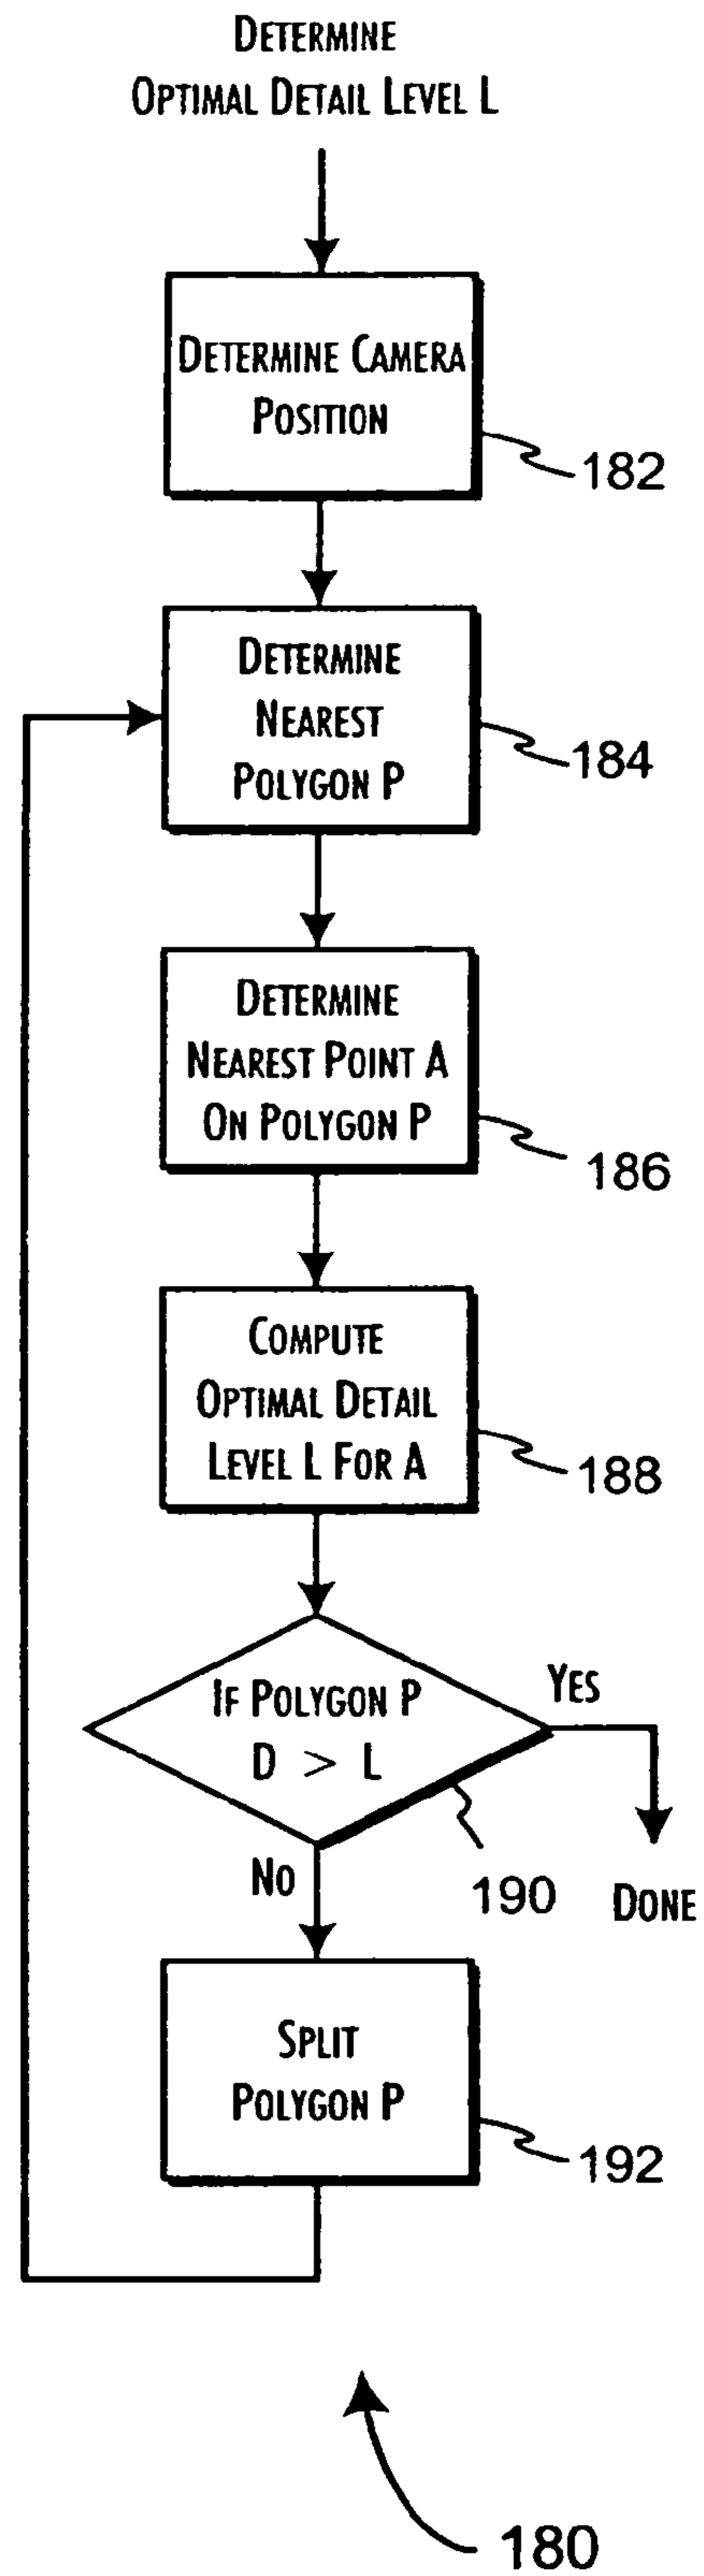 DETERMINE
OPTIMAL DETAIL LEVEL L
DETERMINE CAMERA
POSITION
182
DETERMINE
NEAREST
POLYGON P
184
DETERMINE
NEAREST POINT A
ON POLYGON P
186
COMPUTE
OPTIMAL DETAIL
LEVEL L FOR A
188
IF POLYGON P
D > L
YES
NO
190
DONE
SPLIT
POLYGON P
192
180